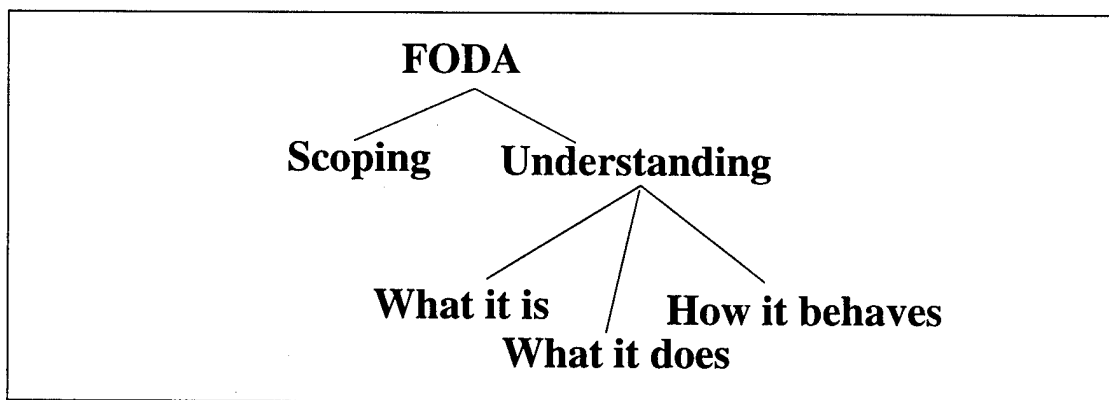 FODA
Scoping Understanding
What it is
How it behaves
What it does